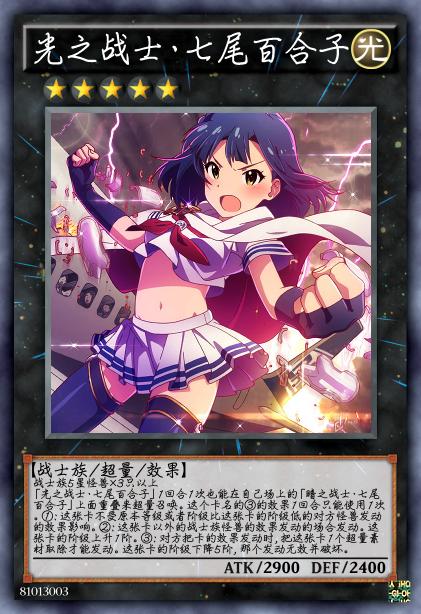 光之战士·七尾百合子
光
【战士族/超量/效果】
战士族5星怪兽×3只以上
「光之战士·七尾百合子」1回合1次也能在自己场上的「暗之战士·七尾
百合子」上面重叠来超量召唤。这个卡名的③的效果1回合只能使用1次。
①:这张卡不受原本等级或者阶级比这张卡的阶级低的对方怪兽发动
的效果影响。②:这张卡以外的战士族怪兽的效果发动的场合发动。这
张卡的阶级上升1阶。③:对方把卡的效果发动时,把这张卡1个超量素
材取除才能发动。这张卡的阶级下降5阶,那个发动无效并破坏。
ATK/2900 DEF/2400
81013003